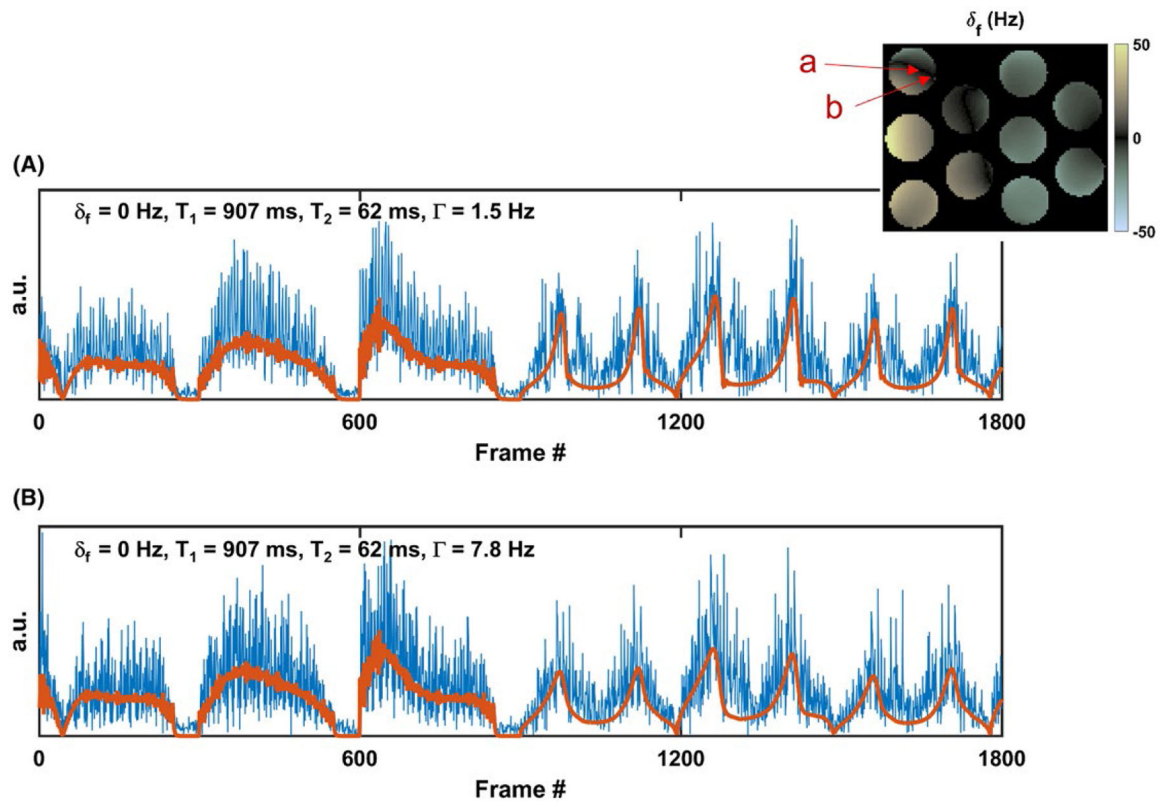 δf (Hz)
a
b
50
0
-50
(A)
δf = 0 Hz, T1 = 907 ms, T2 = 62 ms, Γ = 1.5 Hz
a.u.
0 600 1200 1800
Frame #
(B)
δf = 0 Hz, T1 = 907 ms, T2 = 62 ms, Γ = 7.8 Hz
a.u.
0 600 1200 1800
Frame #